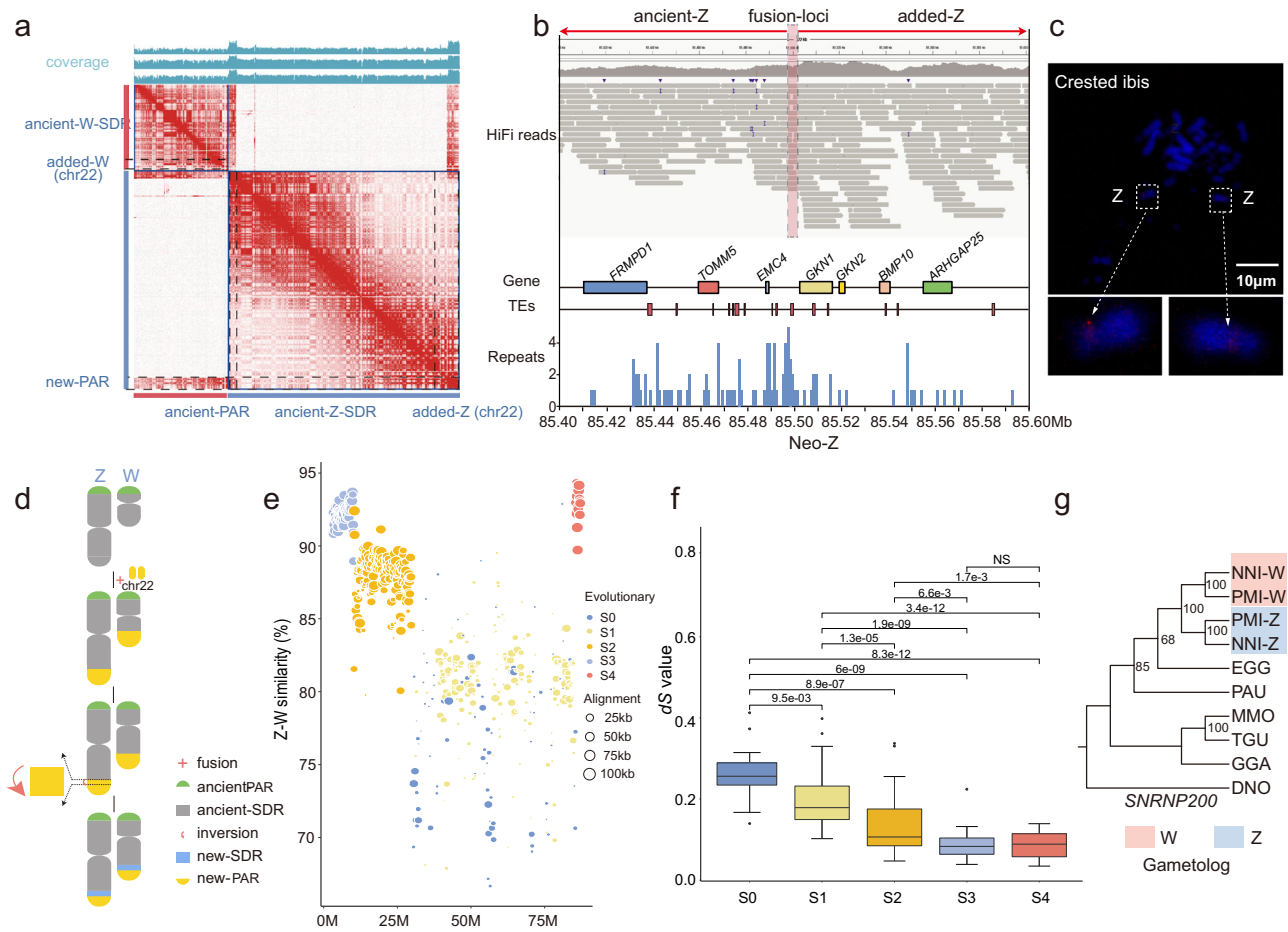 a
coverage
ancient-W-SDR
added-W
(chr22)
new-PAR
ancient-PAR
ancient-Z-SDR
added-Z (chr22)
b
ancient-Z
fusion-loci
added-Z
HiFi reads
Gene
FRMPD1
TOMM5
EMC4
GKN1
GKN2
BMP10
ARHGAP25
TEs
Repeats
4
2
0
85.40
85.42
85.44
85.46
85.48
85.50
85.52
85.54
85.56
85.58
85.60Mb
Neo-Z
c
Crested ibis
Z
Z
10μm
d
Z
W
+
chr22
+ fusion
ancientPAR
ancient-SDR
inversion
new-SDR
new-PAR
e
Z-W similarity (%)
95
90
85
80
75
70
0M
25M
50M
75M
Evolutionary
S0
S1
S2
S3
S4
Alignment
25kb
50kb
75kb
100kb
f
dS value
0.8
0.6
0.4
0.2
0.0
NS
1.7e-3
6.6e-3
3.4e-12
1.9e-09
1.3e-05
8.3e-12
6e-09
8.9e-07
9.5e-03
S0
S1
S2
S3
S4
g
NNI-W
PMI-W
PMI-Z
NNI-Z
EGG
PAU
MMO
TGU
GGA
DNO
100
100
100
68
85
100
SNRNP200
W
Z
Gametolog